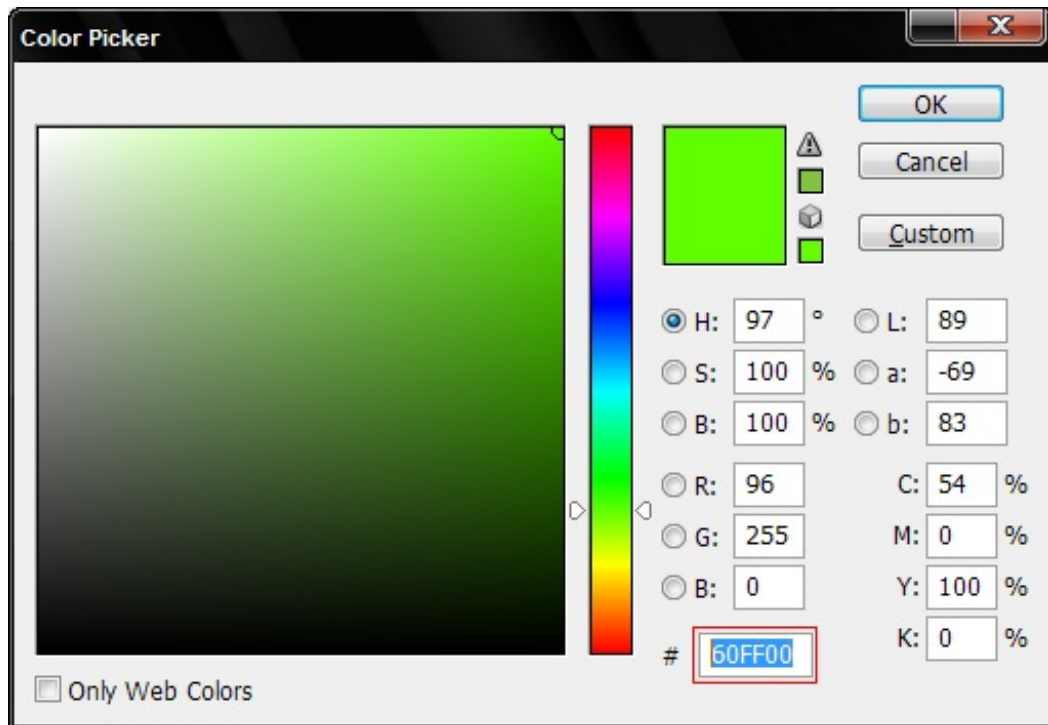 Color Picker
OK
Cancel
Custom
H: 97 ° L: 89
S: 100 % a: -69
B: 100 % b: 83
R: 96 C: 54 %
G: 255 M: 0 %
B: 0 Y: 100 %
# 60FF00 K: 0 %
Only Web Colors